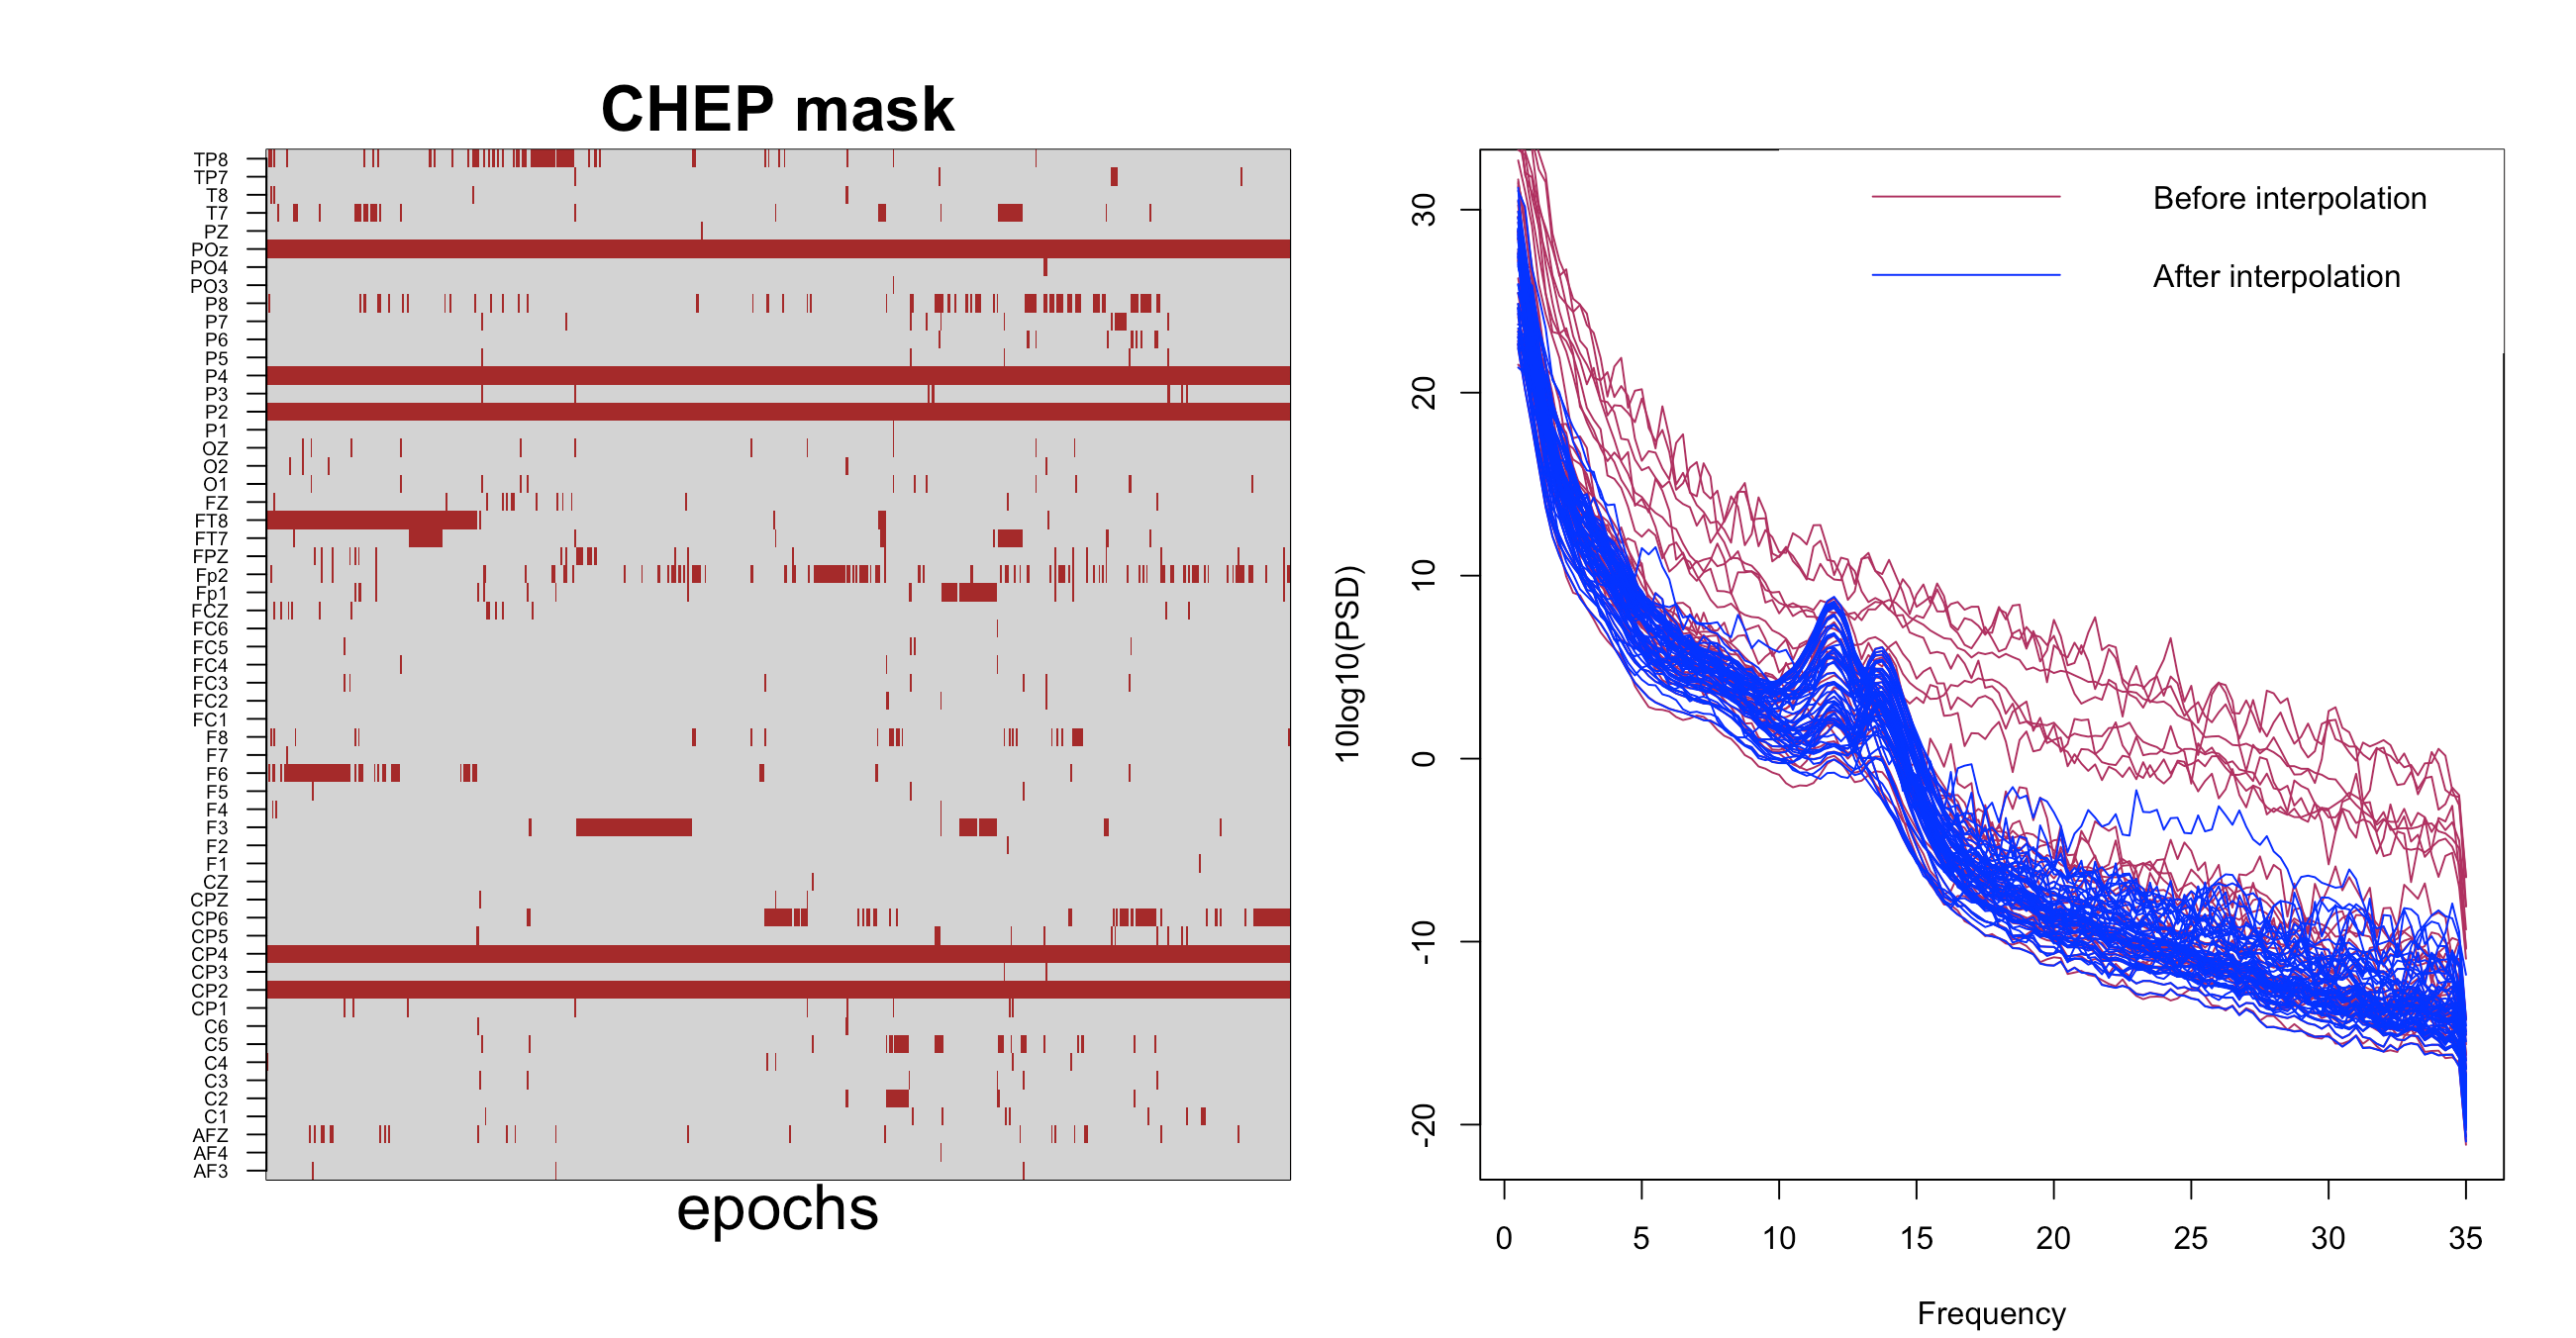 CHEP mask
TP8
TP7
T8
T7
PZ
POz
PO4
PO3
P8
P7
P6
P5
P4
P3
P2
P1
OZ
O2
O1
FZ
FT8
FT7
FPZ
Fp2
Fp1
FCZ
FC6
FC5
FC4
FC3
FC2
FC1
F8
F7
F6
F5
F4
F3
F2
F1
CZ
CPZ
CP6
CP5
CP4
CP3
CP2
CP1
C6
C5
C4
C3
C2
C1
AFZ
AF4
AF3
epochs
Before interpolation
After interpolation
10log10(PSD)
30
20
10
0
-10
-20
0 5 10 15 20 25 30 35
Frequency